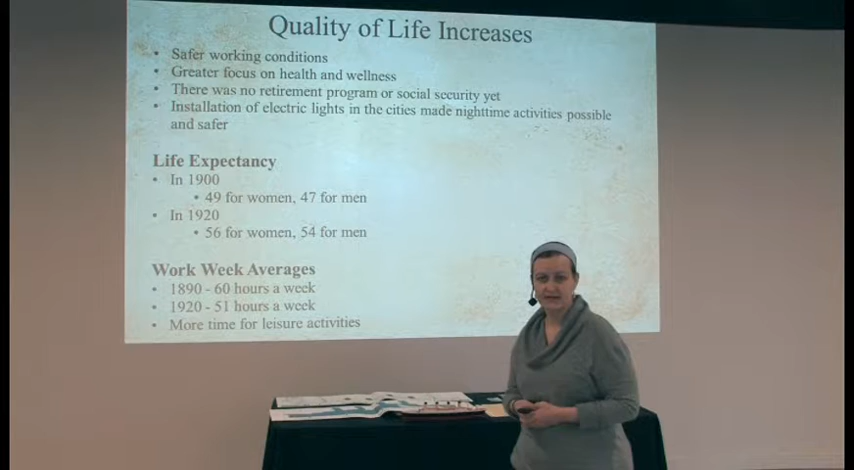 Quality of Life Increases
• Safer working conditions
• Greater focus on health and wellness
• There was no retirement program or social security yet
• Installation of electric lights in the cities made nighttime activities possible
and safer
Life Expectancy
• In 1900
• 49 for women, 47 for men
• In 1920
• 56 for women, 54 for men
Work Week Averages
• 1890 - 60 hours a week
• 1920 - 51 hours a week
• More time for leisure activities